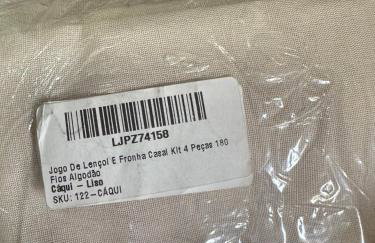 LJPZ74158
Jogo De Lençol E Fronha Casal Kit 4 Peças 180
Fios Algodão
Cáqui – Liso
SKU: 122-CÁQUI